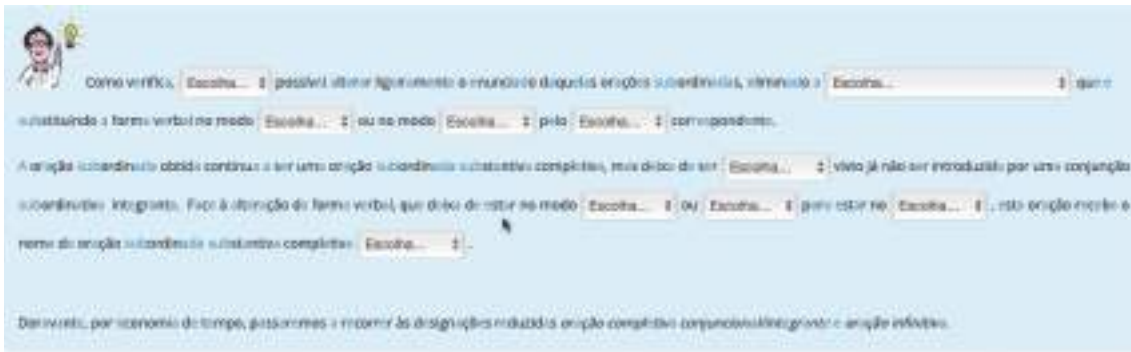 Como verifica, Escolha... possível alterar ligeiramente o enunciado daquelas orações subordinadas, eliminando a Escolha... que e
substituindo a forma verbal no modo Escolha... ou no modo Escolha... pelo Escolha... correspondente.
A oração subordinada obtida continua a ser uma oração subordinada substantiva completiva, mas deixa de ser Escolha... visto já não ser introduzida por uma conjunção
subordinativa integrante. Face à alteração da forma verbal, que deixa de estar no modo Escolha... ou Escolha... para estar no Escolha... , esta oração recebe o
nome de oração subordinada substantiva completiva Escolha... .
Doravante, por economia de tempo, passaremos a recorrer às designações reduzidas oração completiva conjuncional/integrante e oração infinitiva.